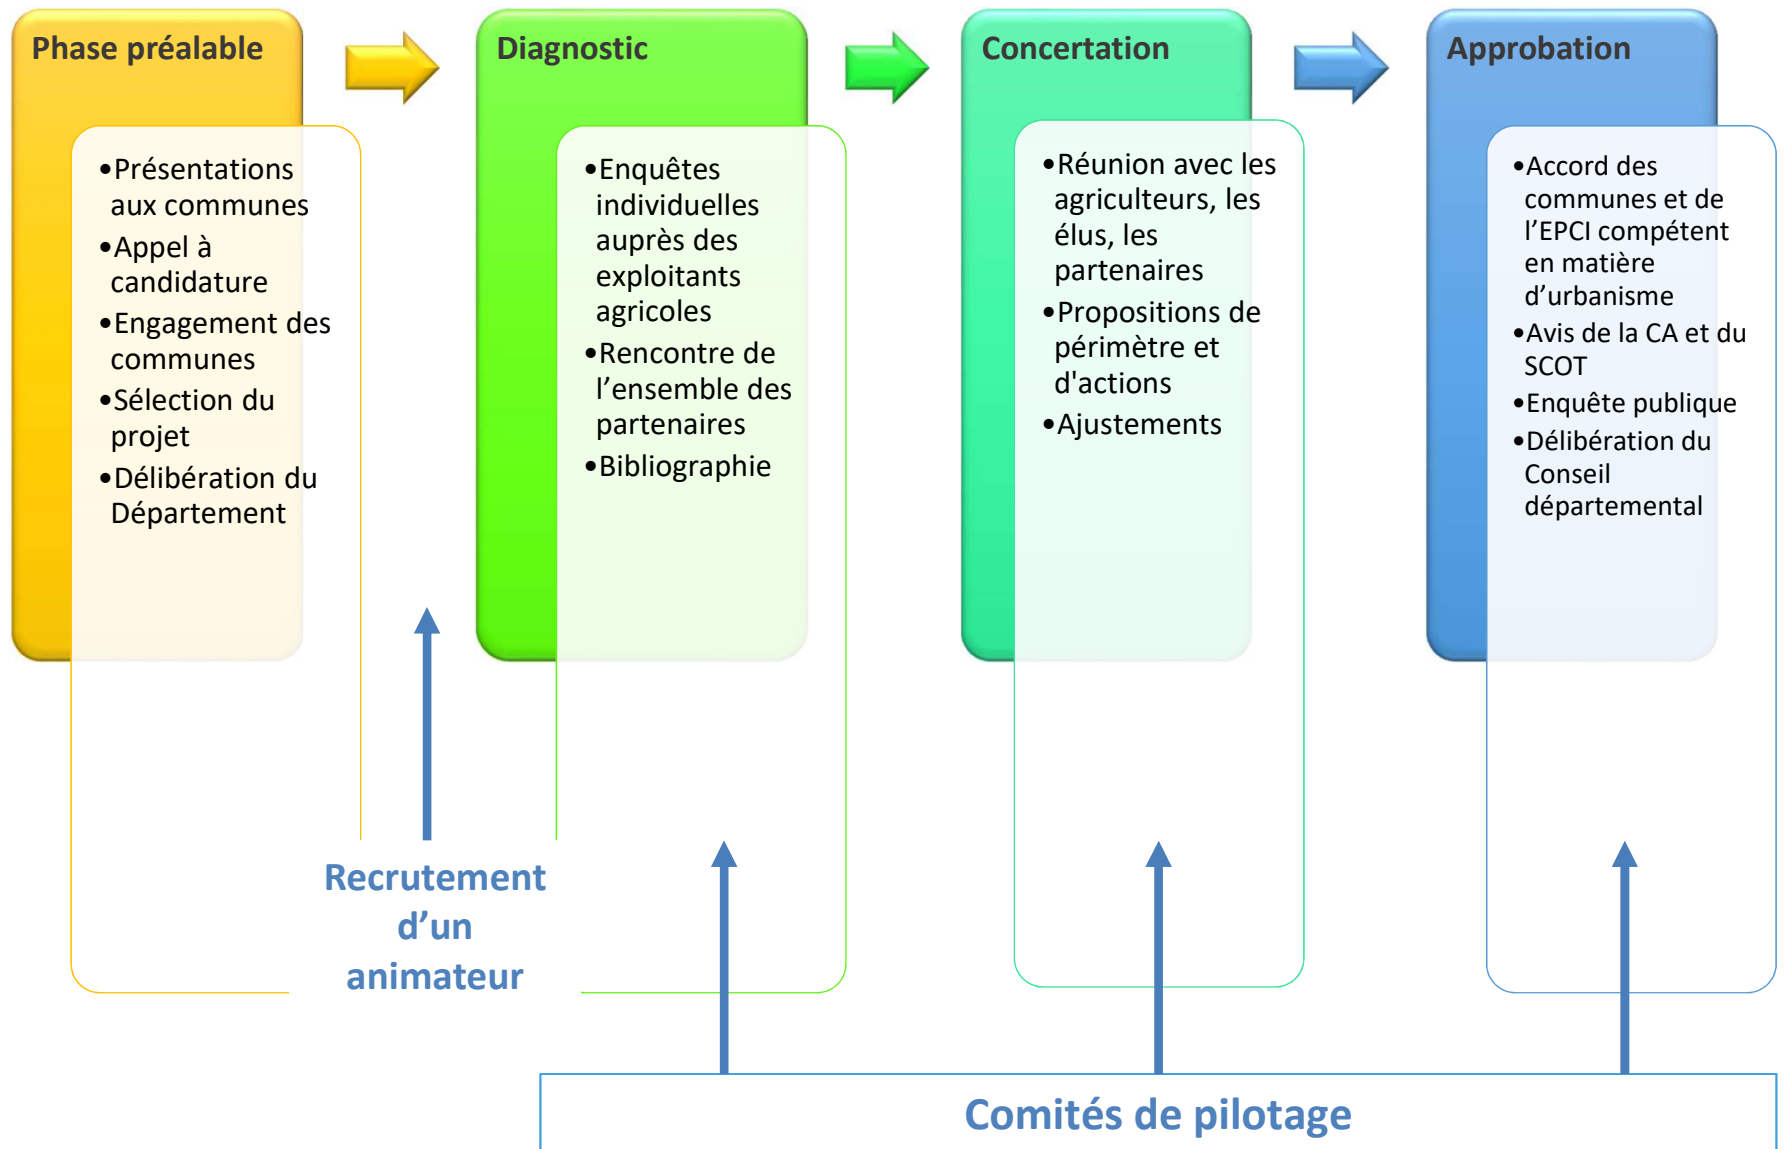 Phase préalable
•Présentations
aux communes
•Appel à
candidature
•Engagement des
communes
•Sélection du
projet
•Délibération du
Département
Diagnostic
•Enquêtes
individuelles
auprès des
exploitants
agricoles
•Rencontre de
l’ensemble des
partenaires
•Bibliographie
Concertation
•Réunion avec les
agriculteurs, les
élus, les
partenaires
•Propositions de
périmètre et
d'actions
•Ajustements
Approbation
•Accord des
communes et de
l’EPCI compétent
en matière
d’urbanisme
•Avis de la CA et du
SCOT
•Enquête publique
•Délibération du
Conseil
départemental
Recrutement
d’un
animateur
Comités de pilotage